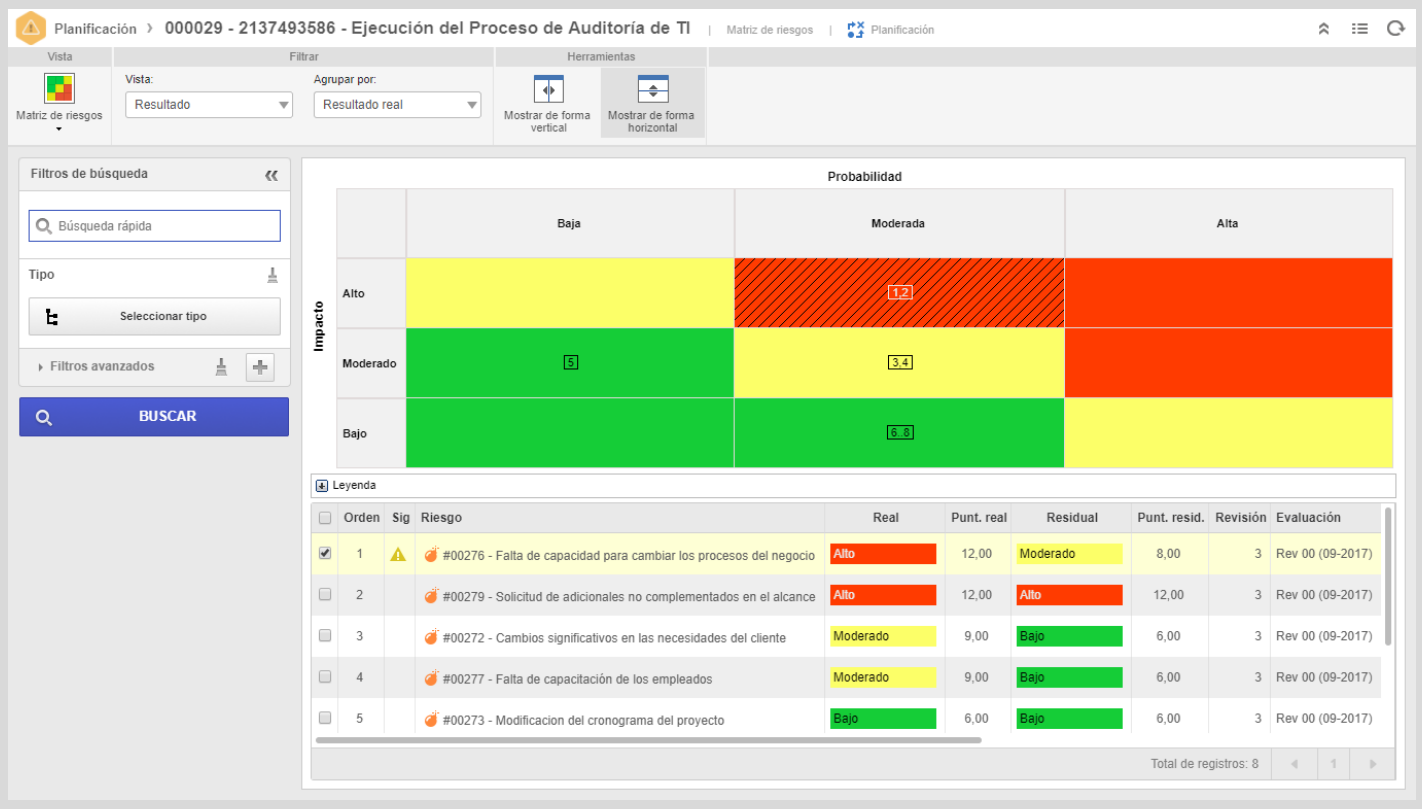 Planificación > 000029 - 2137493586 - Ejecución del Proceso de Auditoría de TI | Matriz de riesgos | Planificación
Vista Filtrar Herramientas
Matriz de riesgos
Vista:
Resultado
Agrupar por:
Resultado real
Mostrar de forma
vertical
Mostrar de forma
horizontal
Filtros de búsqueda
Búsqueda rápida
Tipo
Seleccionar tipo
Filtros avanzados
BUSCAR
Probabilidad
Baja Moderada Alta
Impacto
Alto 1,2
Moderado 5 3,4
Bajo 6..8
Leyenda
Orden Sig Riesgo Real Punt. real Residual Punt. resid. Revisión Evaluación
1 #00276 - Falta de capacidad para cambiar los procesos del negocio Alto 12,00 Moderado 8,00 3 Rev 00 (09-2017)
2 #00279 - Solicitud de adicionales no complementados en el alcance Alto 12,00 Alto 12,00 3 Rev 00 (09-2017)
3 #00272 - Cambios significativos en las necesidades del cliente Moderado 9,00 Bajo 6,00 3 Rev 00 (09-2017)
4 #00277 - Falta de capacitación de los empleados Moderado 9,00 Bajo 6,00 3 Rev 00 (09-2017)
5 #00273 - Modificacion del cronograma del proyecto Bajo 6,00 Bajo 6,00 3 Rev 00 (09-2017)
Total de registros: 8 1